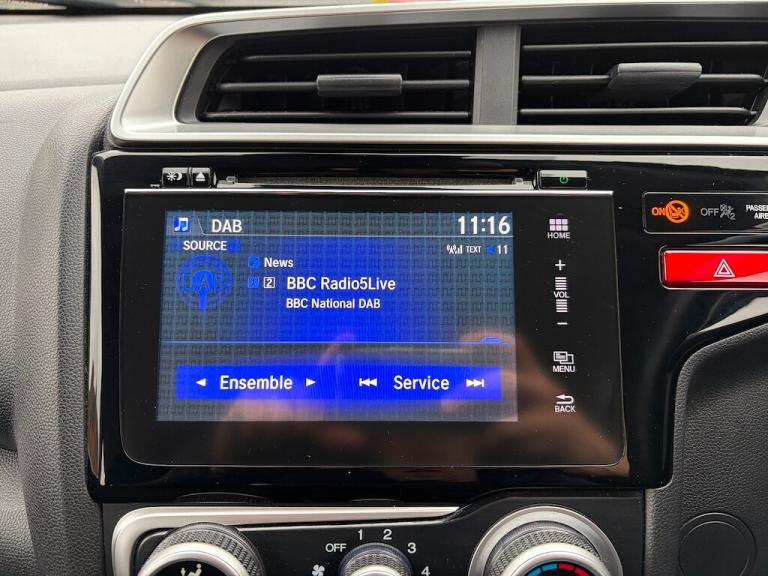 DAB 11:16
SOURCE TEXT 11
News
2 BBC Radio5Live
BBC National DAB
Ensemble Service
HOME
+
VOL
−
MENU
BACK
ON OFF 2 PASSE
AIRB
OFF 1 2 3 4